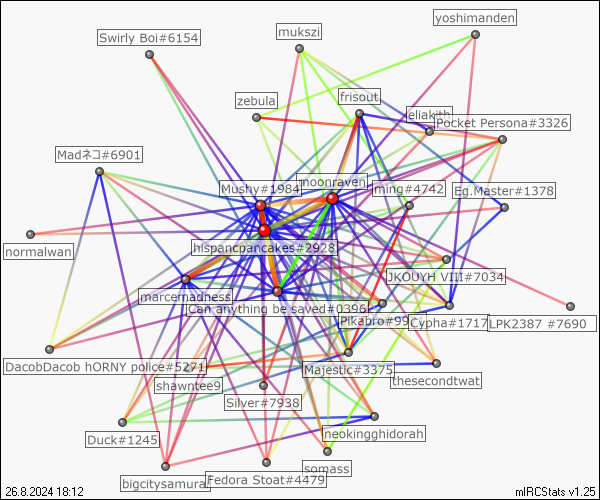 yoshimanden
mukszi
Swirly Boi#6154
zebula
frisout
eliakith
Pocket Persona#3326
Madネコ#6901
Mushy#1984
moonraven
ming#4742
Eg.Master#1378
normalwan
hispancpancakes#2928
JKOUYH VIII#7034
marcemadness
Can anything be saved#0396
Pikabro#99
Cypha#1717
LPK2387 #7690
DacobDacob hORNY police#5271
Majestic#3375
shawntee9
thesecondtwat
Silver#7938
Duck#1245
neokingghidorah
somass
bigcitysamurai
Fedora Stoat#4479
26.8.2024 18:12
mIRCStats v1.25